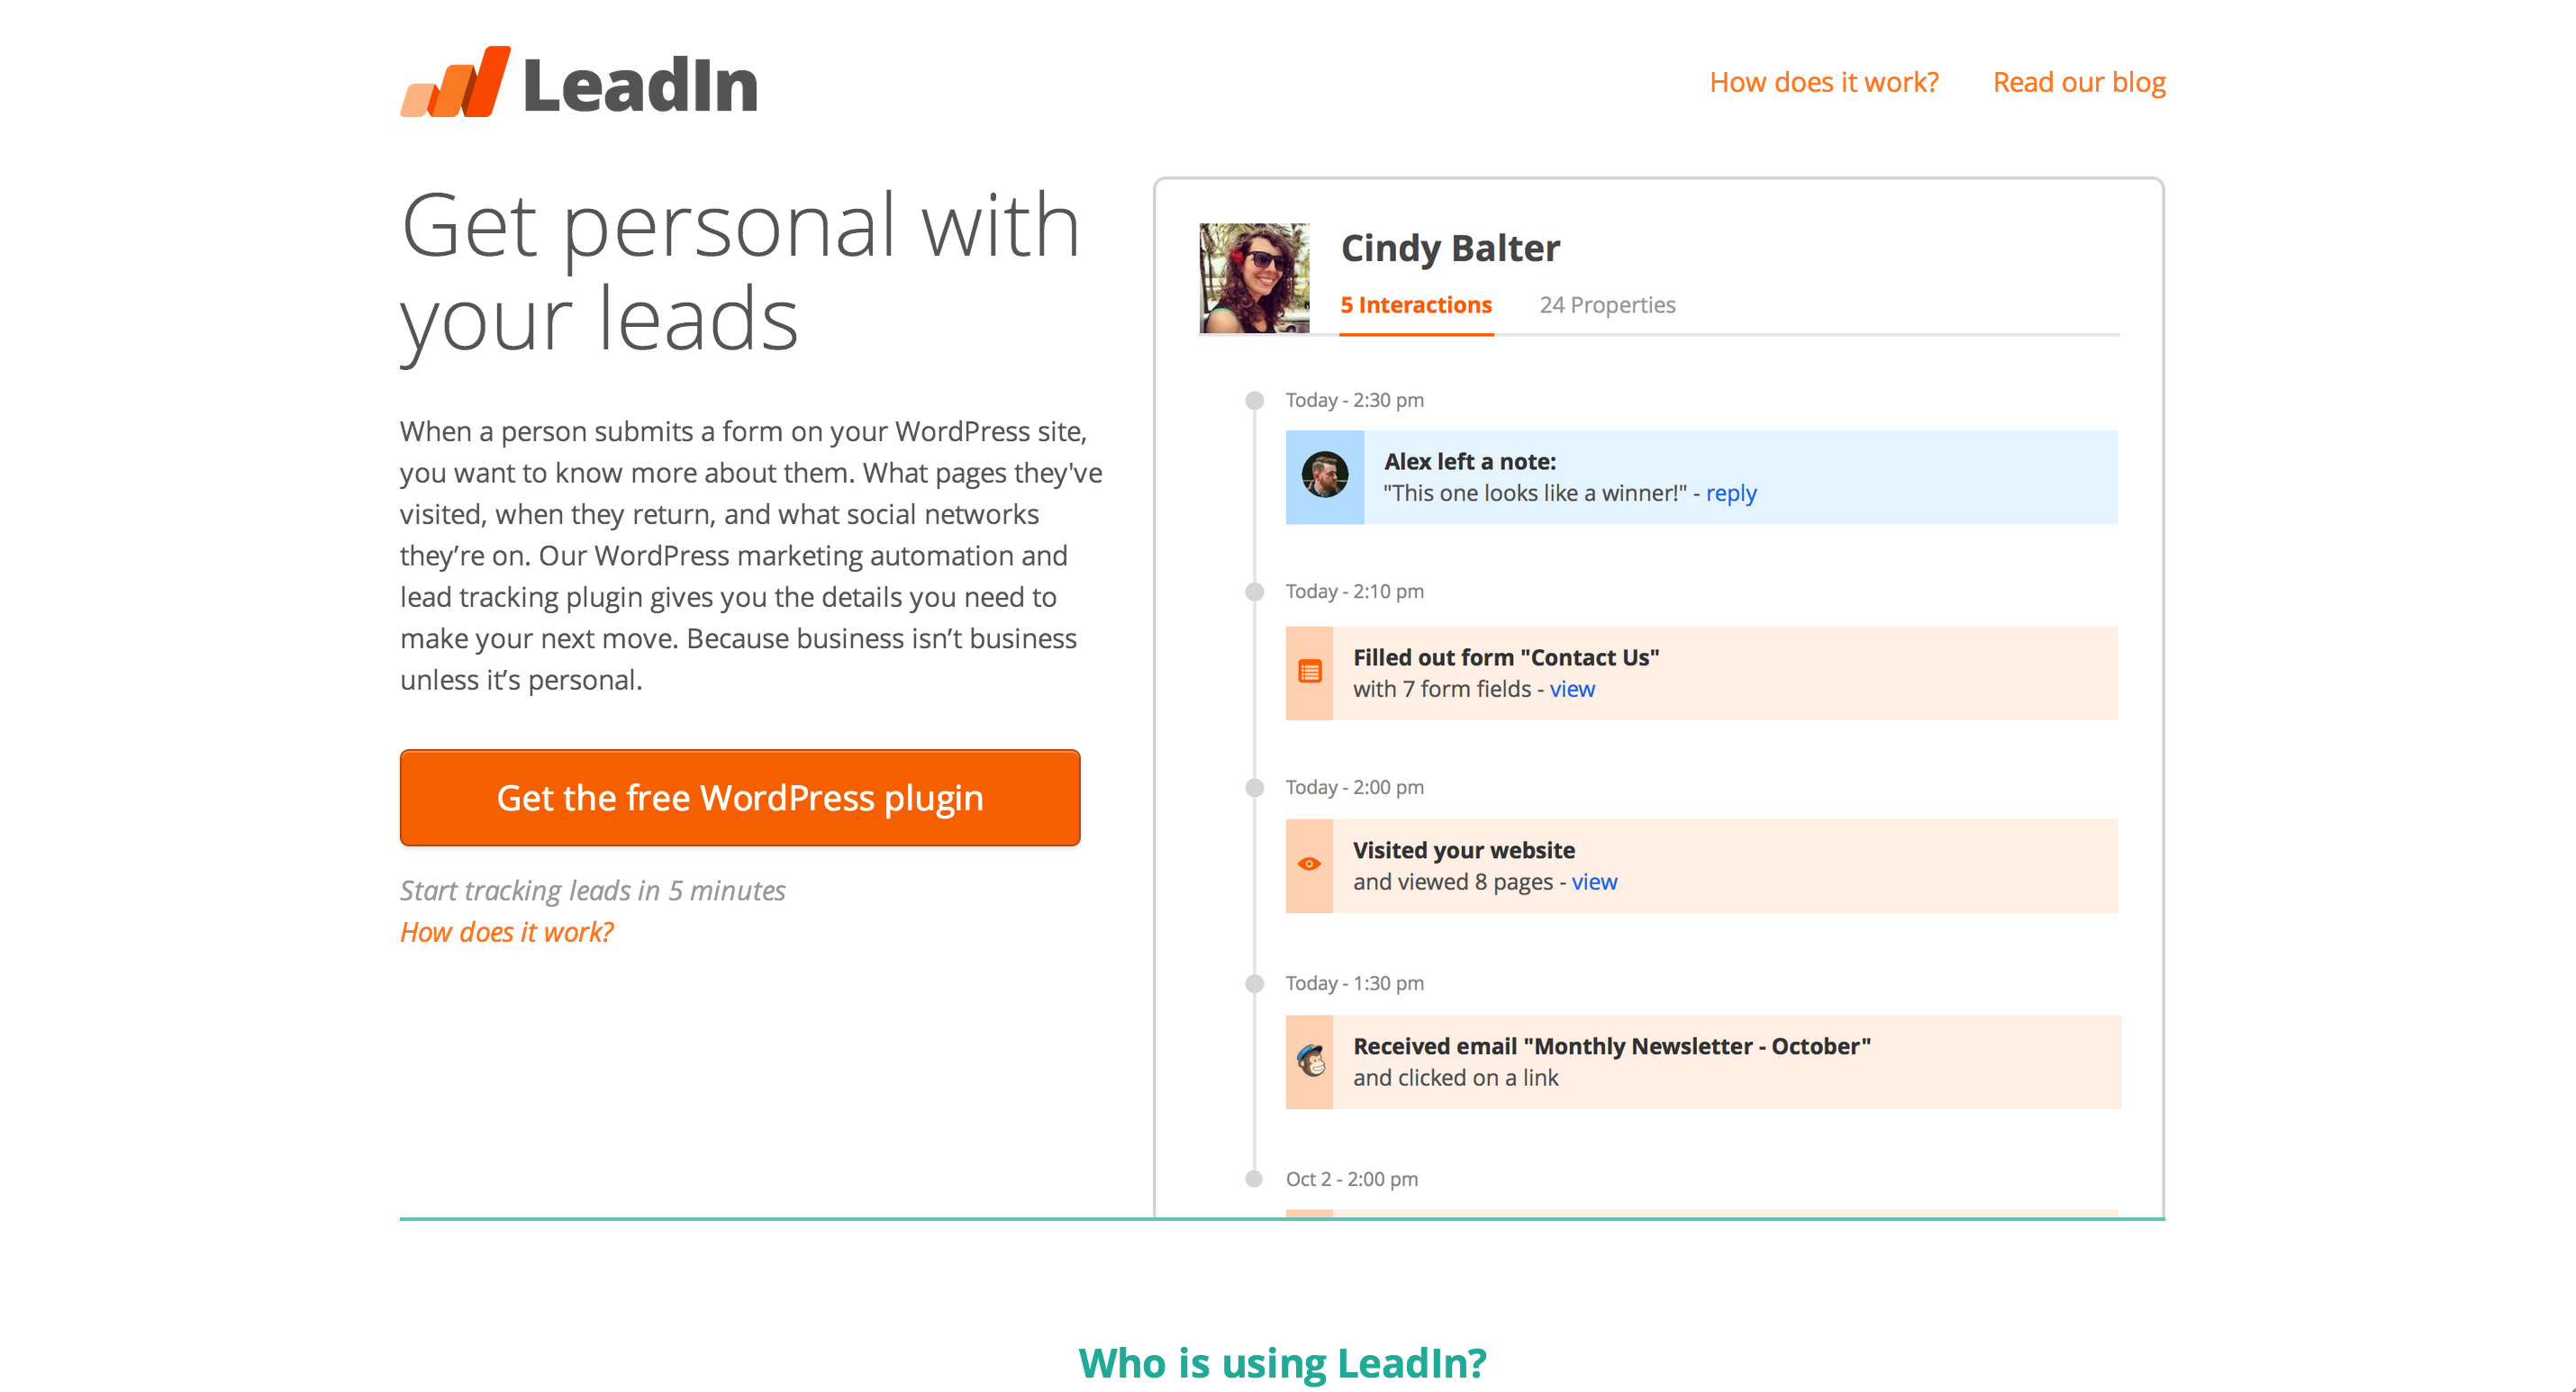 LeadIn
How does it work?
Read our blog
Get personal with
your leads
When a person submits a form on your WordPress site,
you want to know more about them. What pages they've
visited, when they return, and what social networks
they’re on. Our WordPress marketing automation and
lead tracking plugin gives you the details you need to
make your next move. Because business isn’t business
unless it’s personal.
Get the free WordPress plugin
Start tracking leads in 5 minutes
How does it work?
Cindy Balter
5 Interactions
24 Properties
Today - 2:30 pm
Alex left a note:
"This one looks like a winner!" - reply
Today - 2:10 pm
Filled out form "Contact Us"
with 7 form fields - view
Today - 2:00 pm
Visited your website
and viewed 8 pages - view
Today - 1:30 pm
Received email "Monthly Newsletter - October"
and clicked on a link
Oct 2 - 2:00 pm
Who is using LeadIn?